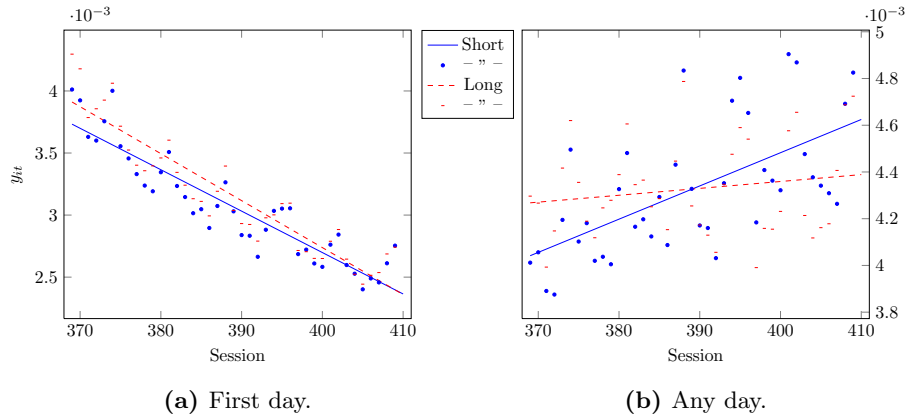 ·10⁻³
4
3.5
3
2.5
370 380 390 400 410
Session
y_it
Short
– ” –
Long
– ” –
·10⁻³
5
4.8
4.6
4.4
4.2
4
3.8
370 380 390 400 410
Session
(a) First day.
(b) Any day.